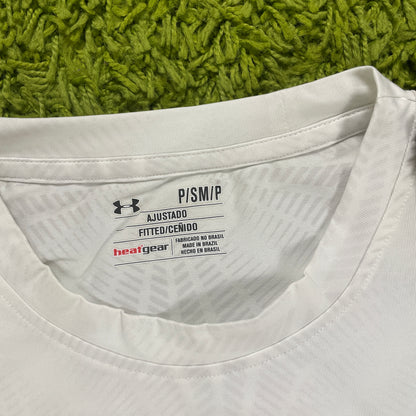 P/SM/P
AJUSTADO
FITTED/CEÑIDO
heatgear
FABRICADO NO BRASIL
MADE IN BRAZIL
HECHO EN BRASIL